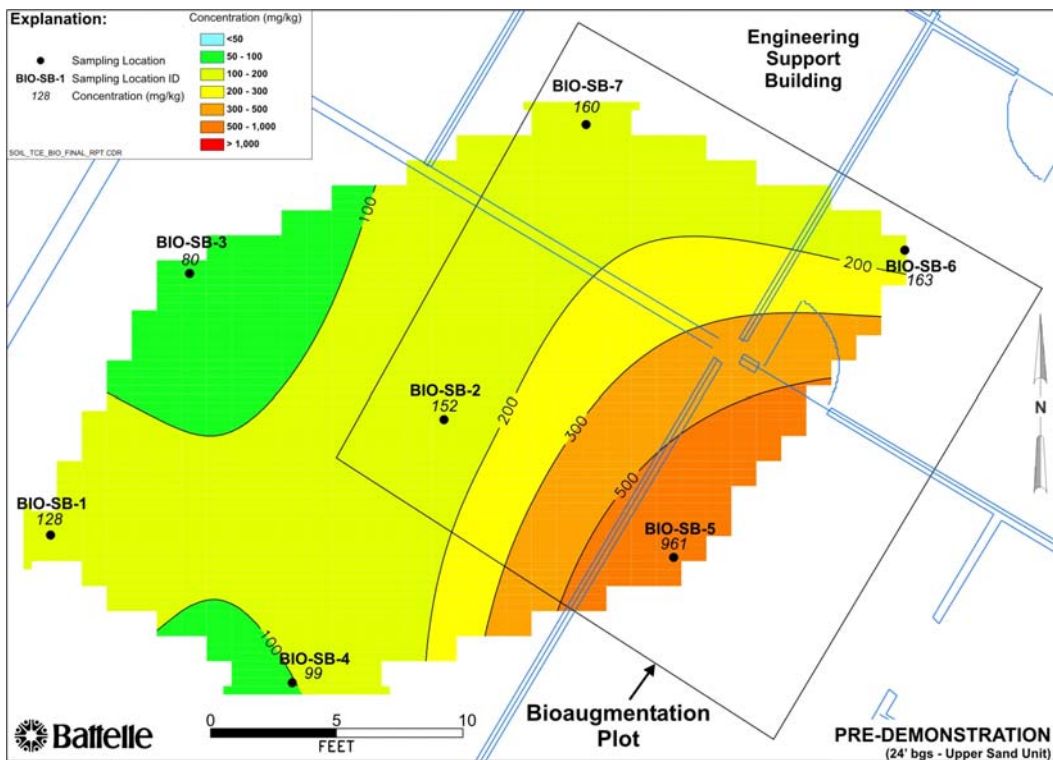 Explanation:
Sampling Location
BIO-SB-1 Sampling Location ID
128 Concentration (mg/kg)
SOIL_TCE_BIO_FINAL_RPT.CDR
Concentration (mg/kg)
<50
50 - 100
100 - 200
200 - 300
300 - 500
500 - 1,000
> 1,000
Engineering
Support
Building
BIO-SB-7
160
100
BIO-SB-3
80
200
BIO-SB-6
163
BIO-SB-2
152
200
300
500
N
BIO-SB-1
128
BIO-SB-5
961
100
BIO-SB-4
99
Bioaugmentation
Plot
Battelle
0 5 10
FEET
PRE-DEMONSTRATION
(24' bgs - Upper Sand Unit)